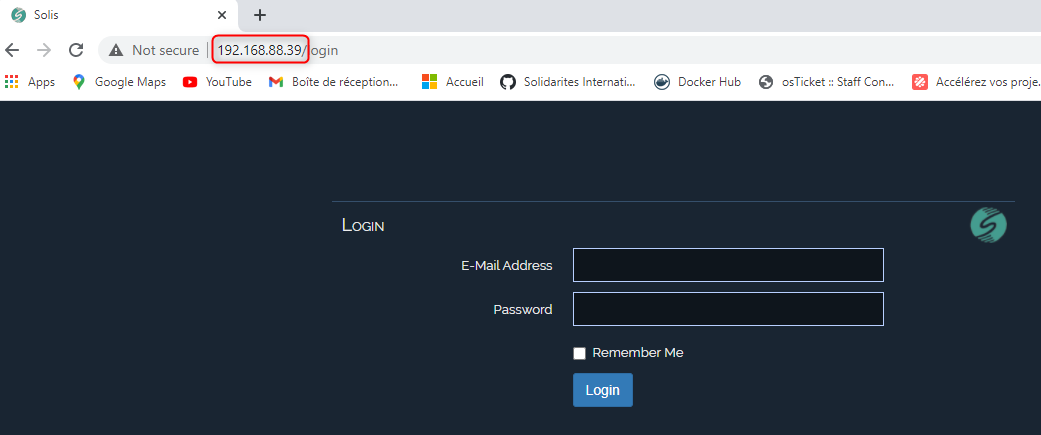 Solis
Not secure | 192.168.88.39/login
Apps Google Maps YouTube Boîte de réception... Accueil Solidarites Internati... Docker Hub osTicket :: Staff Con... Accélérez vos proje.
LOGIN
E-Mail Address
Password
Remember Me
Login